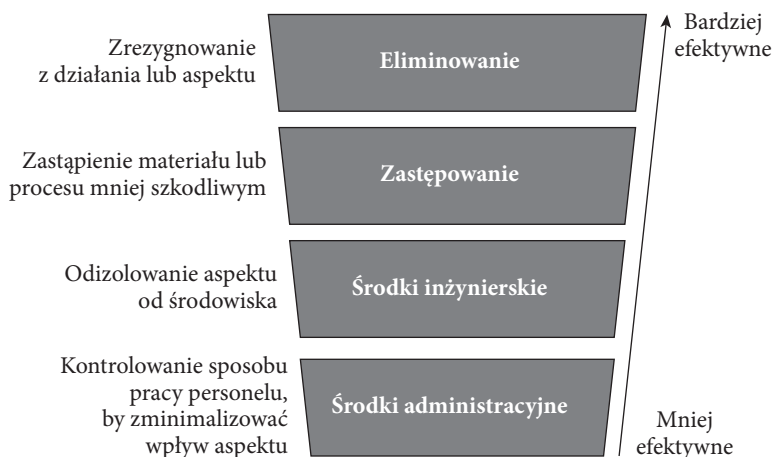 Zrezygnowanie
z działania lub aspektu
Eliminowanie
Bardziej
efektywne
Zastąpienie materiału lub
procesu mniej szkodliwym
Zastępowanie
Odizolowanie aspektu
od środowiska
Środki inżynierskie
Kontrolowanie sposobu
pracy personelu,
by zminimalizować
wpływ aspektu
Środki administracyjne
Mniej
efektywne